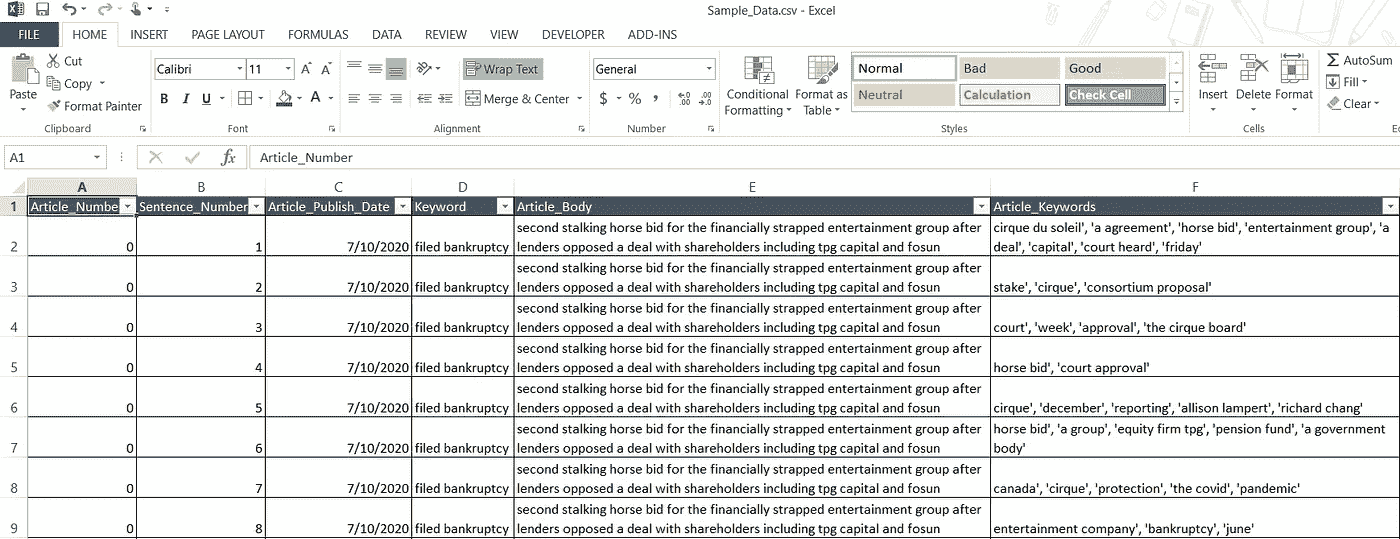 Sample_Data.csv - Excel
FILE HOME INSERT PAGE LAYOUT FORMULAS DATA REVIEW VIEW DEVELOPER ADD-INS
Cut
Copy
Format Painter
Paste
Clipboard
Calibri 11
B I U
Font
Wrap Text
Merge & Center
Alignment
General
$ % ,
Number
Conditional Formatting
Format as Table
Normal Bad Good
Neutral Calculation Check Cell
Styles
Insert Delete Format
Cells
AutoSum
Fill
Clear
A1 fx Article_Number
A B C D E F
1 Article_Numbe Sentence_Number Article_Publish_Date Keyword Article_Body Article_Keywords
2 0 1 7/10/2020 filed bankruptcy second stalking horse bid for the financially strapped entertainment group after lenders opposed a deal with shareholders including tpg capital and fosun cirque du soleil', 'a agreement', 'horse bid', 'entertainment group', 'a deal', 'capital', 'court heard', 'friday'
3 0 2 7/10/2020 filed bankruptcy second stalking horse bid for the financially strapped entertainment group after lenders opposed a deal with shareholders including tpg capital and fosun stake', 'cirque', 'consortium proposal'
4 0 3 7/10/2020 filed bankruptcy second stalking horse bid for the financially strapped entertainment group after lenders opposed a deal with shareholders including tpg capital and fosun court', 'week', 'approval', 'the cirque board'
5 0 4 7/10/2020 filed bankruptcy second stalking horse bid for the financially strapped entertainment group after lenders opposed a deal with shareholders including tpg capital and fosun horse bid', 'court approval'
6 0 5 7/10/2020 filed bankruptcy second stalking horse bid for the financially strapped entertainment group after lenders opposed a deal with shareholders including tpg capital and fosun cirque', 'december', 'reporting', 'allison lampert', 'richard chang'
7 0 6 7/10/2020 filed bankruptcy second stalking horse bid for the financially strapped entertainment group after lenders opposed a deal with shareholders including tpg capital and fosun horse bid', 'a group', 'equity firm tpg', 'pension fund', 'a government body'
8 0 7 7/10/2020 filed bankruptcy second stalking horse bid for the financially strapped entertainment group after lenders opposed a deal with shareholders including tpg capital and fosun canada', 'cirque', 'protection', 'the covid', 'pandemic'
9 0 8 7/10/2020 filed bankruptcy second stalking horse bid for the financially strapped entertainment group after lenders opposed a deal with shareholders including tpg capital and fosun entertainment company', 'bankruptcy', 'june'